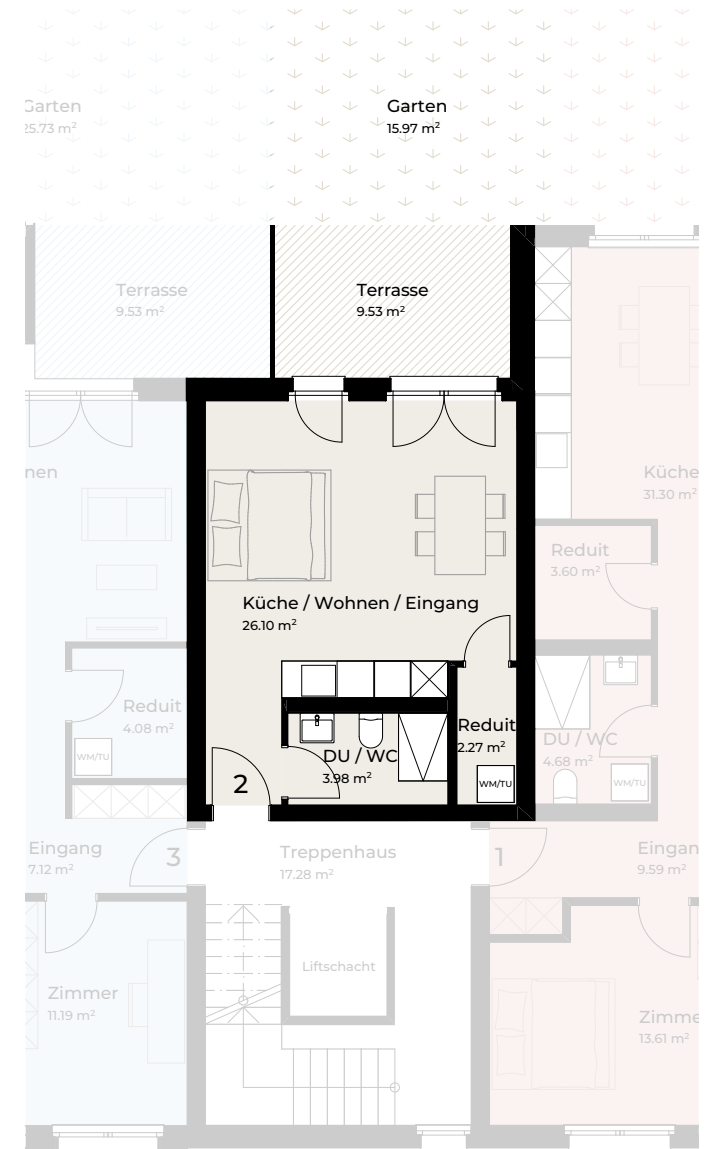 Garten
25.73 m²
Garten
15.97 m²
Terrasse
9.53 m²
Terrasse
9.53 m²
nen
Küche
31.30 m²
Reduit
3.60 m²
Küche / Wohnen / Eingang
26.10 m²
Reduit
4.08 m²
WM/TU
Reduit
2.27 m²
WM/TU
DU / WC
3.98 m²
DU / WC
4.68 m²
WM/TU
2
Eingang
7.12 m²
3
Treppenhaus
17.28 m²
1
Eingan
9.59 m²
Liftschacht
Zimmer
11.19 m²
Zimme
13.61 m²